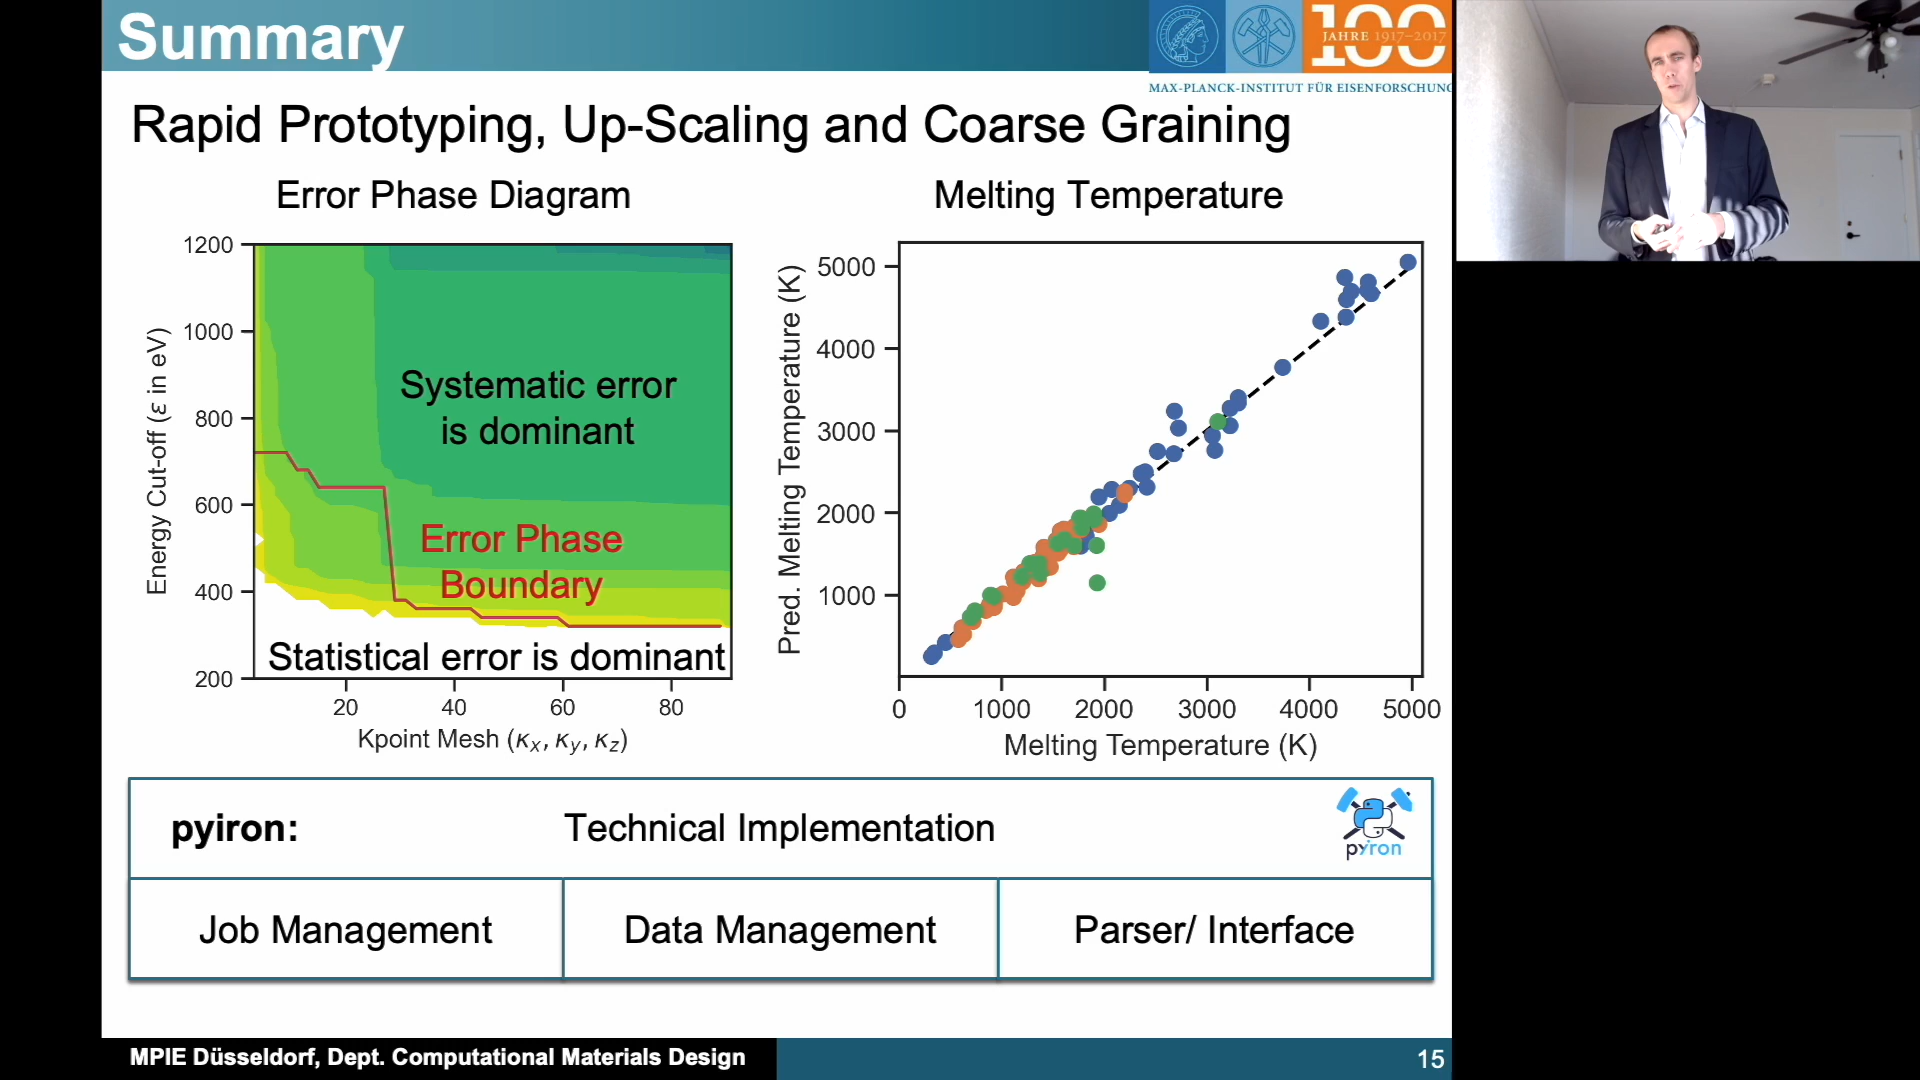 Summary
100
JAHRE 1917–2017
MAX-PLANCK-INSTITUT FÜR EISENFORSCHUNG
Rapid Prototyping, Up-Scaling and Coarse Graining
Error Phase Diagram
Melting Temperature
1200
1000
800
600
400
200
Energy Cut-off (ε in eV)
Systematic error
is dominant
Error Phase
Boundary
Statistical error is dominant
20 40 60 80
Kpoint Mesh (κx, κy, κz)
5000
4000
3000
2000
1000
Pred. Melting Temperature (K)
0 1000 2000 3000 4000 5000
Melting Temperature (K)
pyiron:
Technical Implementation
pyiron
Job Management
Data Management
Parser/ Interface
MPIE Düsseldorf, Dept. Computational Materials Design
15